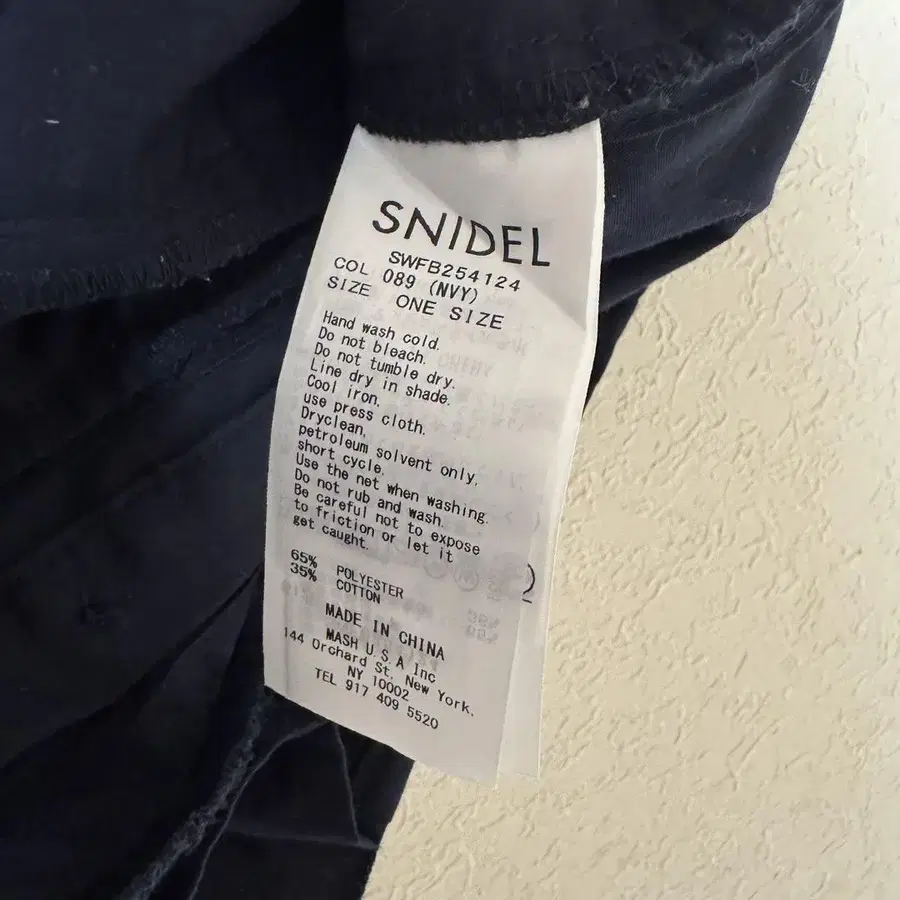 SNIDEL
SWFB254124
COL 089 (NVY)
SIZE ONE SIZE
Hand wash cold.
Do not bleach.
Do not tumble dry.
Line dry in shade.
Cool iron,
use press cloth.
Dryclean,
petroleum solvent only,
short cycle.
Use the net when washing.
Do not rub and wash.
Be careful not to expose
to friction or let it
get caught.
65% POLYESTER
35% COTTON
MADE IN CHINA
MASH U.S.A Inc
144 Orchard St, New York.
NY 10002
TEL 917 409 5520